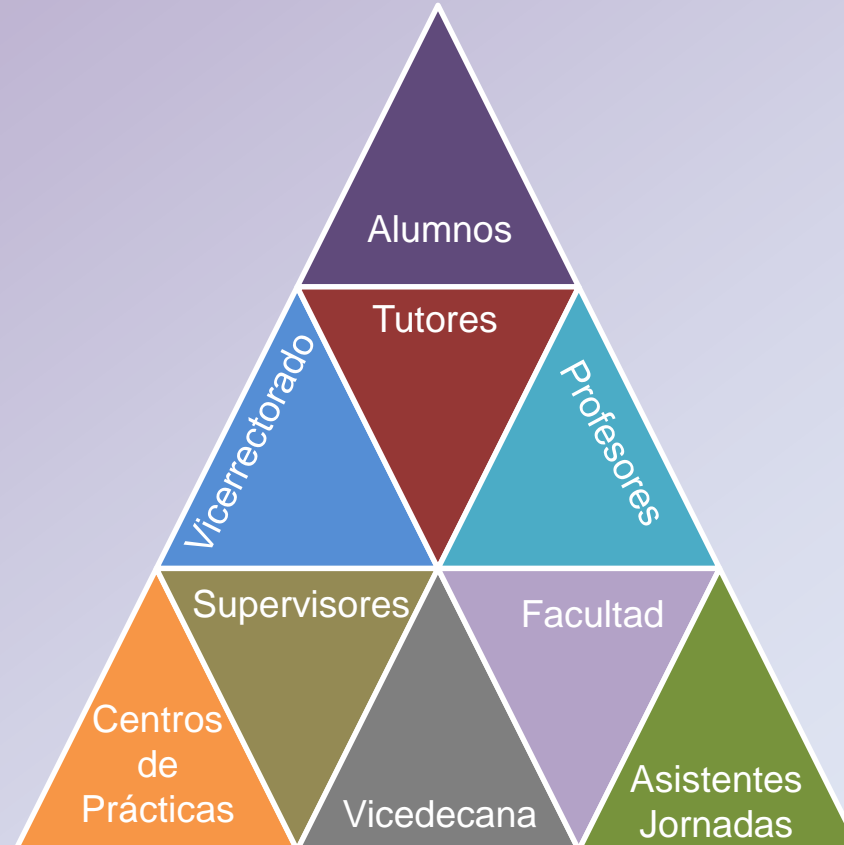 Alumnos
Tutores
Vicerrectorado
Profesores
Supervisores
Facultad
Centros
de
Prácticas
Vicedecana
Asistentes
Jornadas